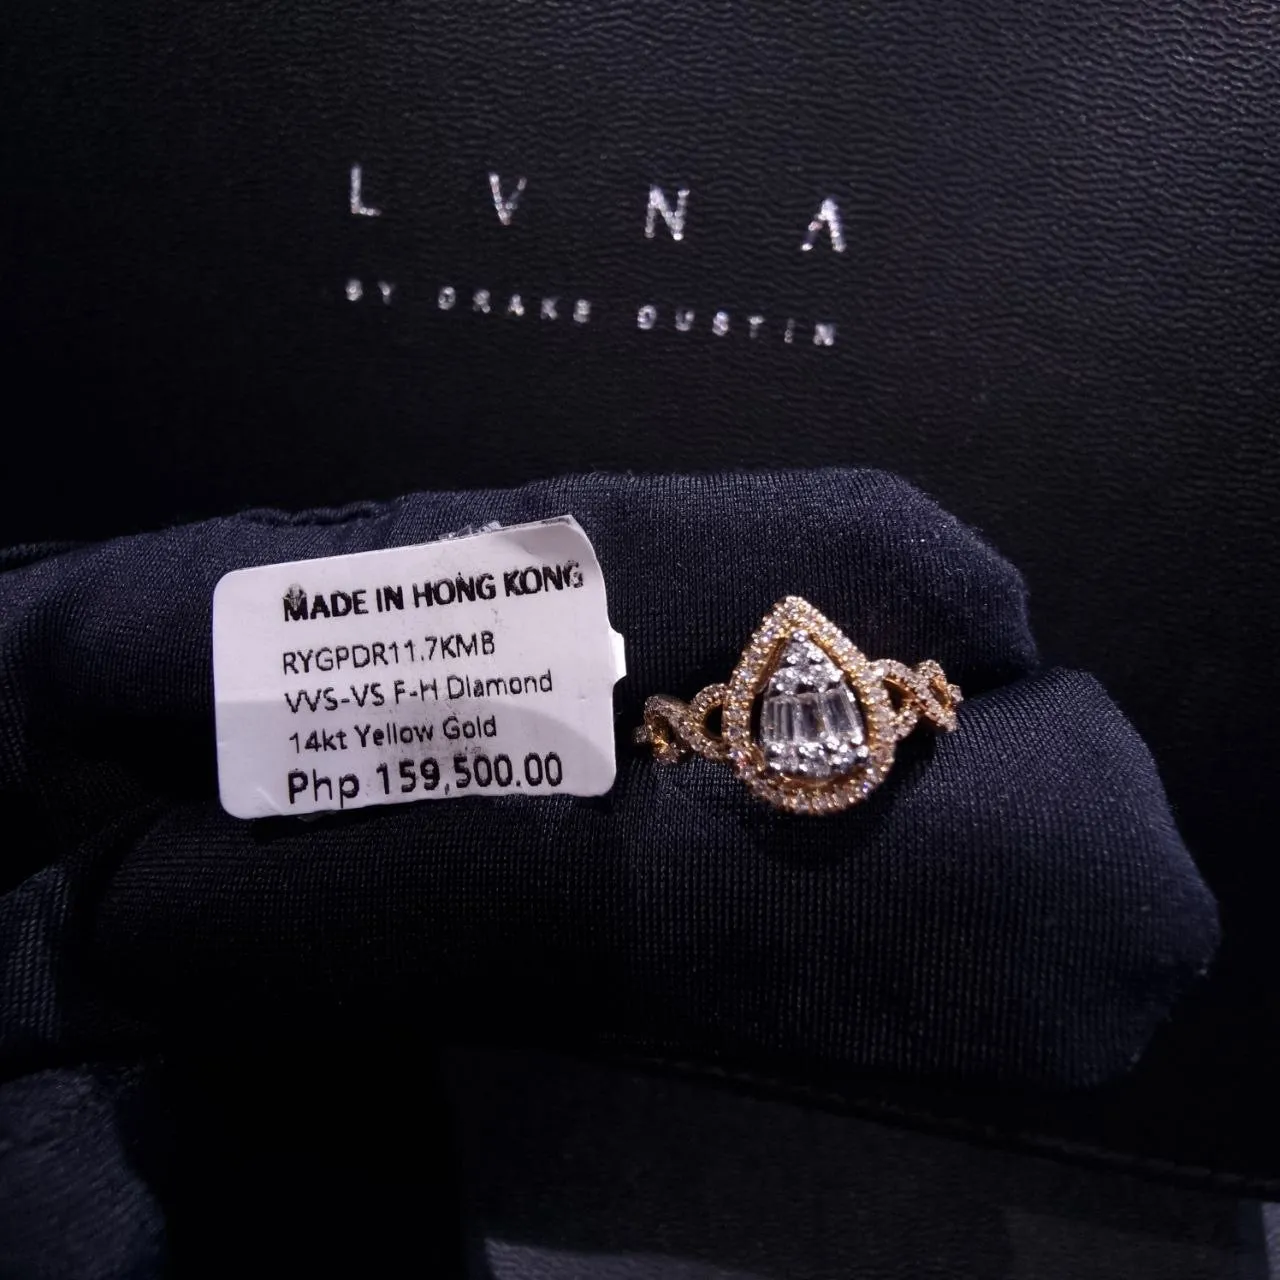 L V N A
BY DRAKE DUSTIN
MADE IN HONG KONG
RYGPDR11.7KMB
VVS-VS F-H Diamond
14kt Yellow Gold
Php 159,500.00